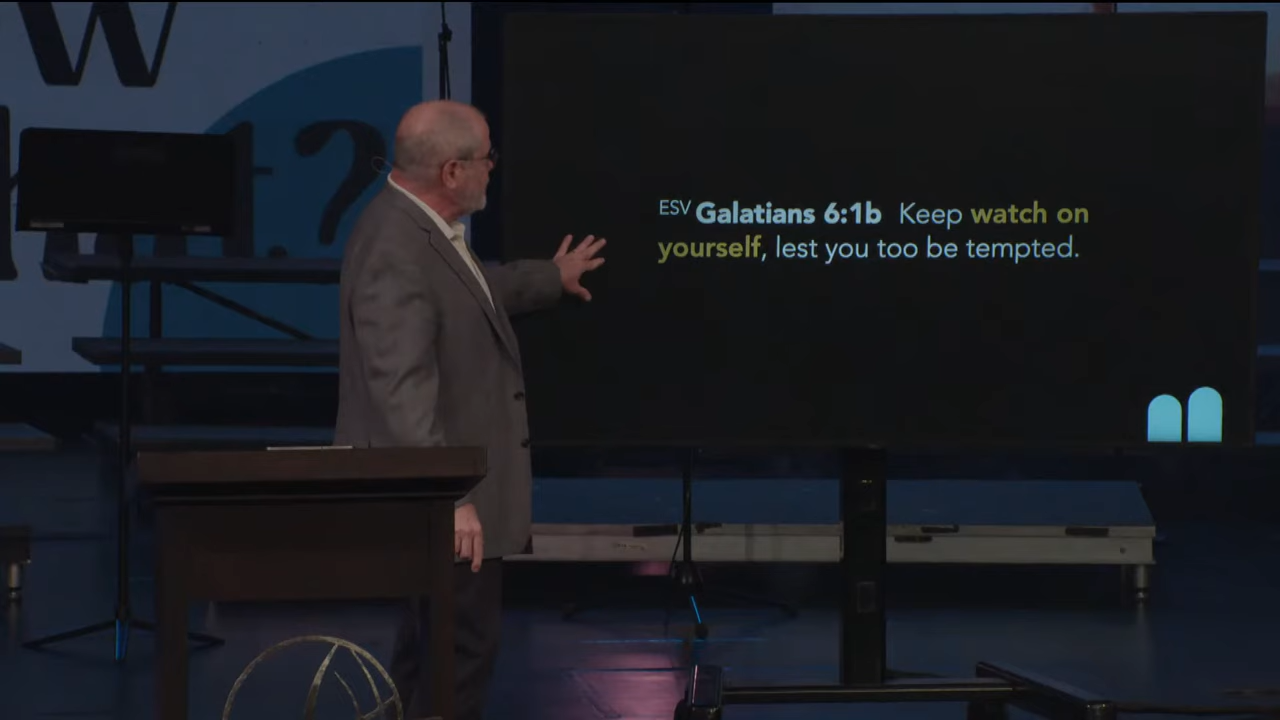 W
?
ESV Galatians 6:1b Keep watch on
yourself, lest you too be tempted.